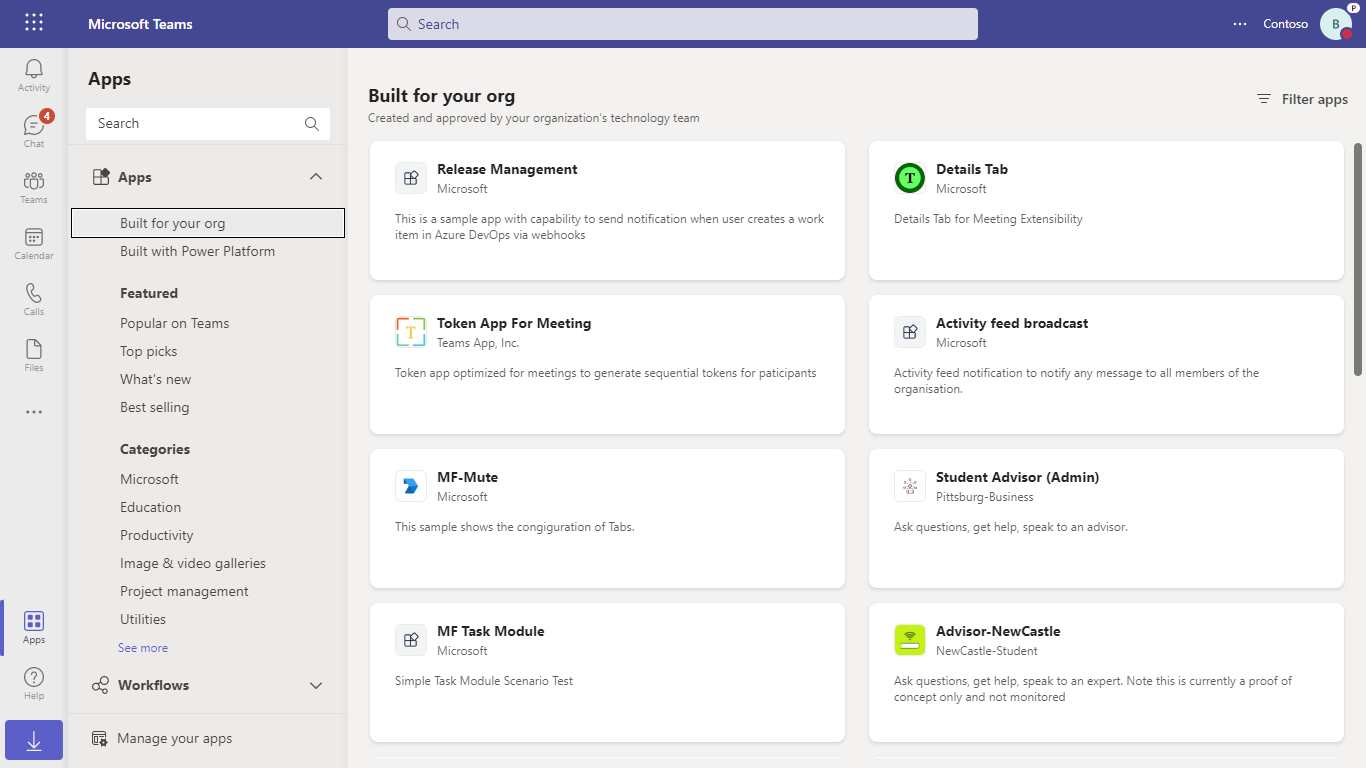 Microsoft Teams
Search
Contoso
B
P
Activity
4
Chat
Teams
Calendar
Calls
Files
Apps
Help
Apps
Search
Apps
Built for your org
Built with Power Platform
Featured
Popular on Teams
Top picks
What's new
Best selling
Categories
Microsoft
Education
Productivity
Image & video galleries
Project management
Utilities
See more
Workflows
Manage your apps
Built for your org
Created and approved by your organization's technology team
Filter apps
Release Management
Microsoft
This is a sample app with capability to send notification when user creates a work
item in Azure DevOps via webhooks
T
Details Tab
Microsoft
Details Tab for Meeting Extensibility
T
Token App For Meeting
Teams App, Inc.
Token app optimized for meetings to generate sequential tokens for paticipants
Activity feed broadcast
Microsoft
Activity feed notification to notify any message to all members of the
organisation.
MF-Mute
Microsoft
This sample shows the congiguration of Tabs.
Student Advisor (Admin)
Pittsburg-Business
Ask questions, get help, speak to an advisor.
MF Task Module
Microsoft
Simple Task Module Scenario Test
Advisor-NewCastle
NewCastle-Student
Ask questions, get help, speak to an expert. Note this is currently a proof of
concept only and not monitored